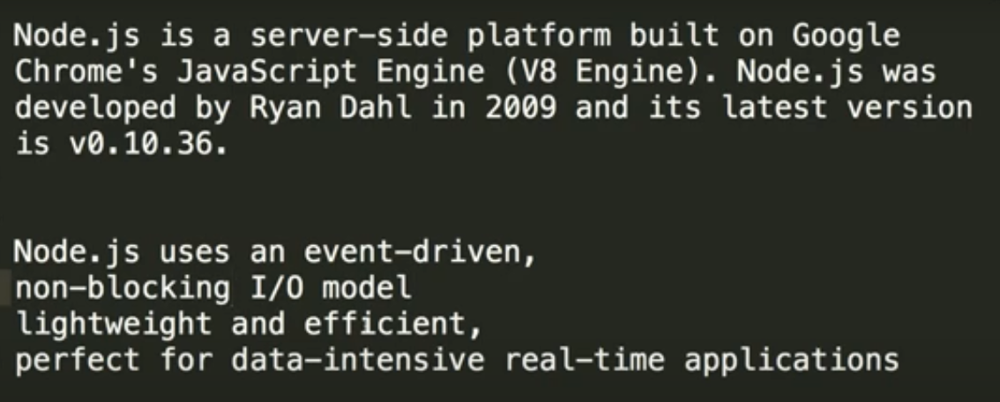 Node.js is a server-side platform built on Google
Chrome's JavaScript Engine (V8 Engine). Node.js was
developed by Ryan Dahl in 2009 and its latest version
is v0.10.36.
Node.js uses an event-driven,
non-blocking I/O model
lightweight and efficient,
perfect for data-intensive real-time applications